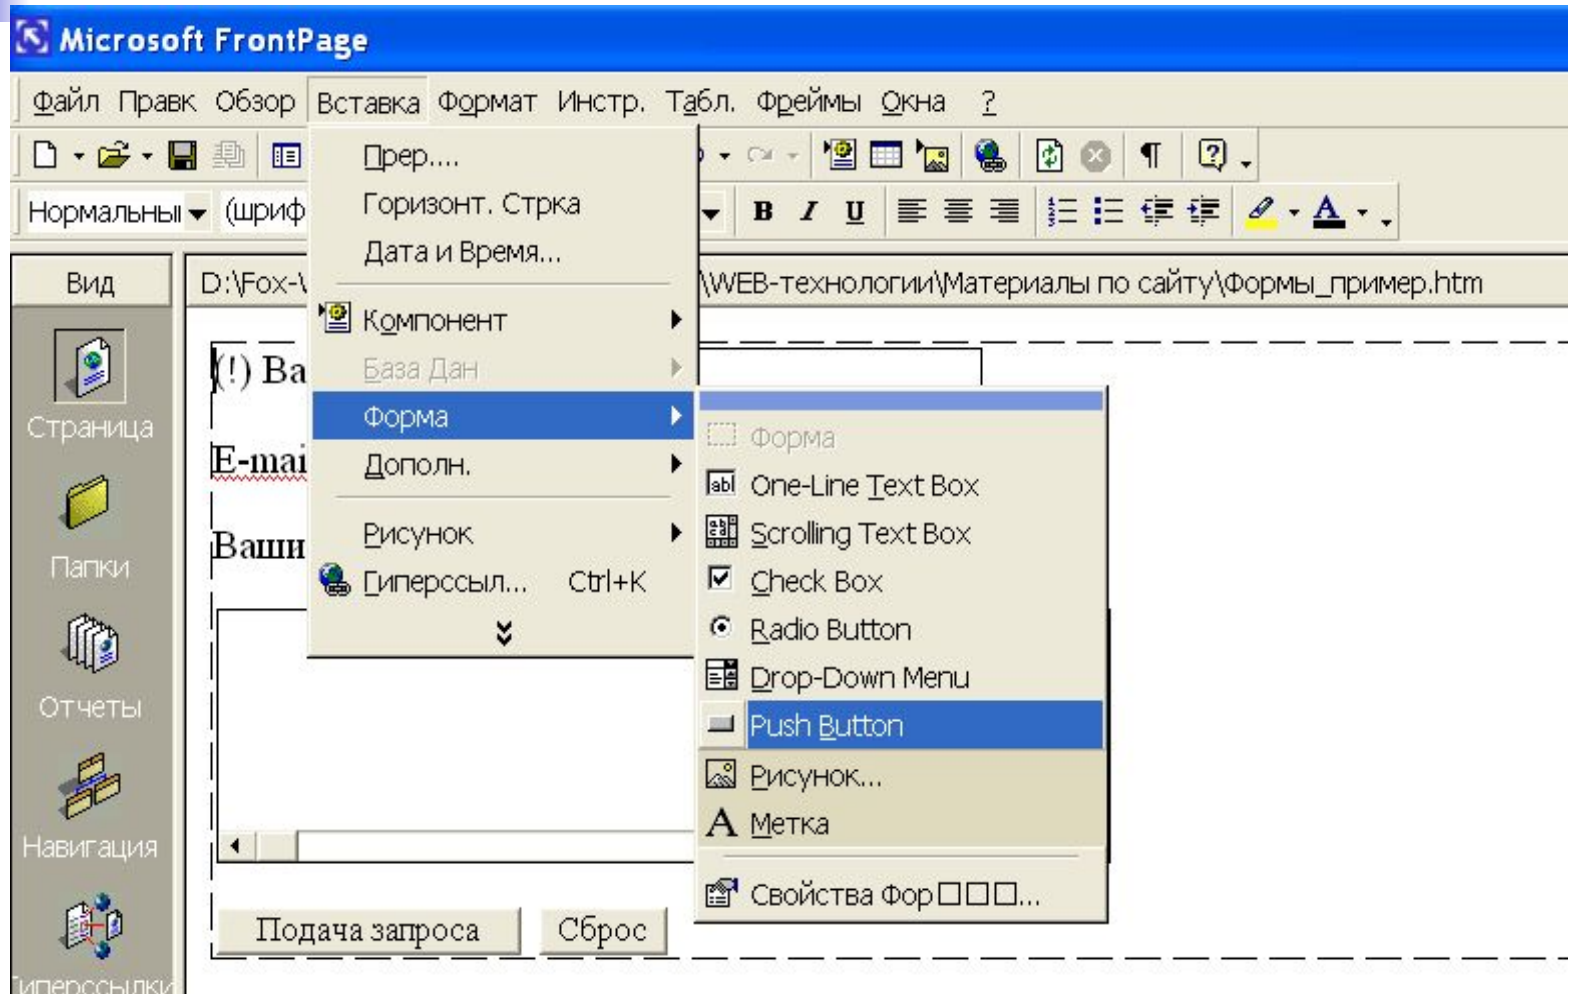 Microsoft FrontPage
Файл Правк Обзор Вставка Формат Инстр. Табл. Фреймы Окна ?
Прер....
Нормальны (шриф
B I U
A
Горизонт. Стрка
Дата и Время...
Вид
D:\Fox-\ \WEB-технологии\Материалы по сайту\Формы_пример.htm
Компонент
База Дан
Форма
Дополн.
Рисунок
Гиперссыл... Ctrl+K
Форма
abl One-Line Text Box
Scrolling Text Box
Check Box
Radio Button
Drop-Down Menu
Push Button
Рисунок...
A Метка
Свойства Фор□□□...
Страница
Папки
Отчеты
Навигация
Гиперссылки
(!) Ва
E-mai
Ваши
Подача запроса Сброс